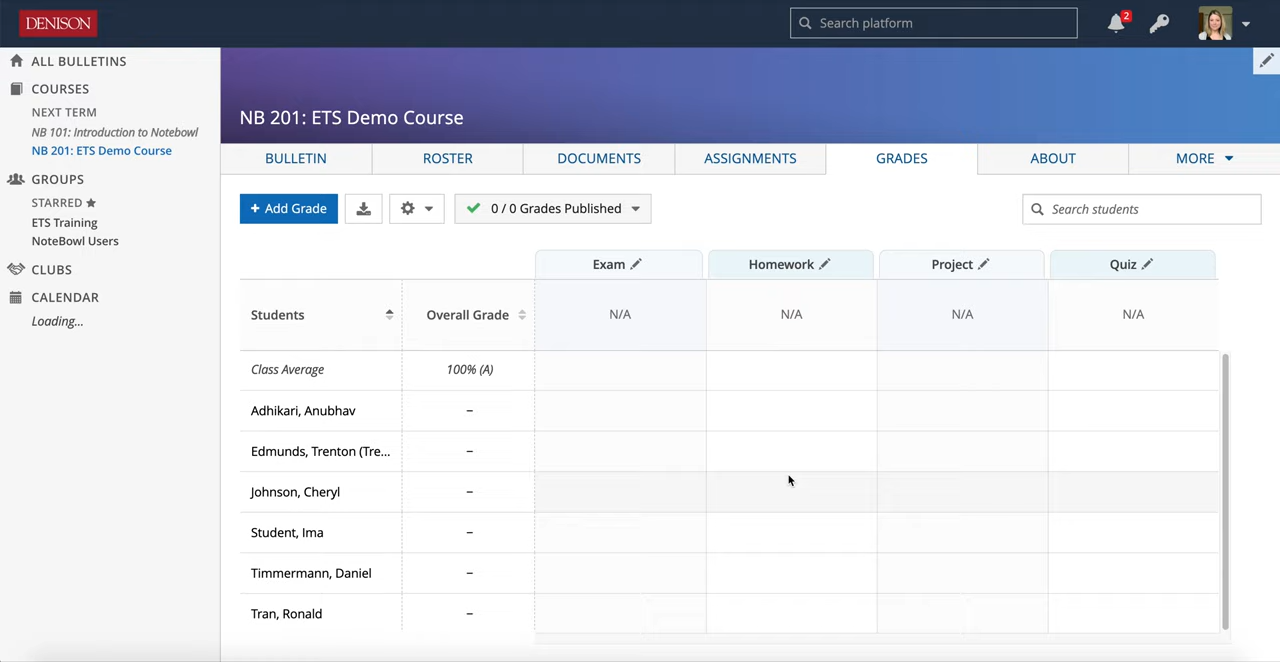 DENISON
Search platform
2
ALL BULLETINS
COURSES
NEXT TERM
NB 101: Introduction to Notebowl
NB 201: ETS Demo Course
GROUPS
STARRED
ETS Training
NoteBowl Users
CLUBS
CALENDAR
Loading...
NB 201: ETS Demo Course
BULLETIN ROSTER DOCUMENTS ASSIGNMENTS GRADES ABOUT MORE
+ Add Grade 0 / 0 Grades Published Search students
Exam Homework Project Quiz
Students Overall Grade N/A N/A N/A N/A
Class Average 100% (A)
Adhikari, Anubhav –
Edmunds, Trenton (Tre... –
Johnson, Cheryl –
Student, Ima –
Timmermann, Daniel –
Tran, Ronald –